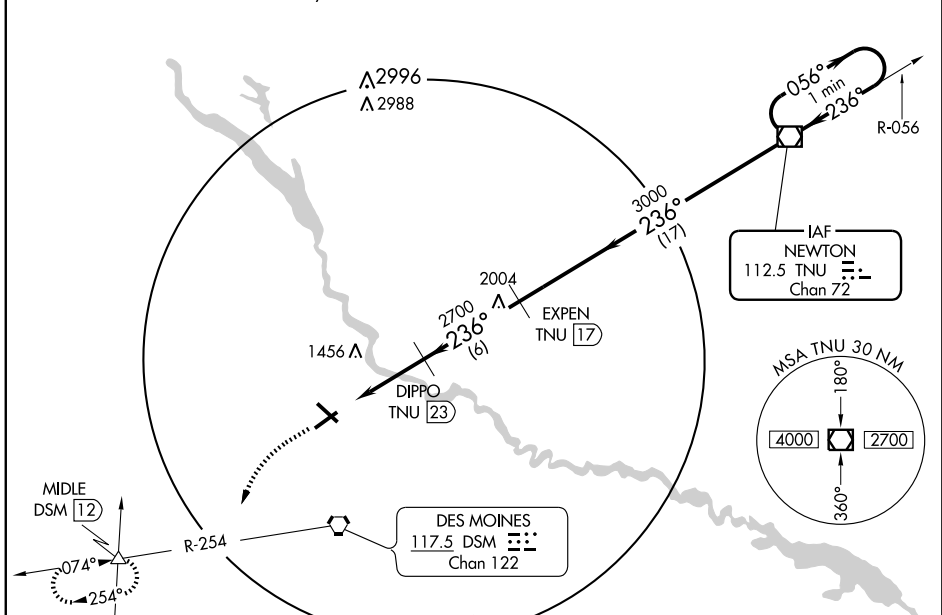 2996
2988
056°
1 min
236°
R-056
3000
236°
(17)
IAF
NEWTON
112.5 TNU
Chan 72
2004
EXPEN
TNU 17
2700
236°
(6)
1456
DIPPO
TNU 23
MSA TNU 30 NM
180°
4000
2700
360°
MIDLE
DSM 12
R-254
074°
254°
DES MOINES
117.5 DSM
Chan 122